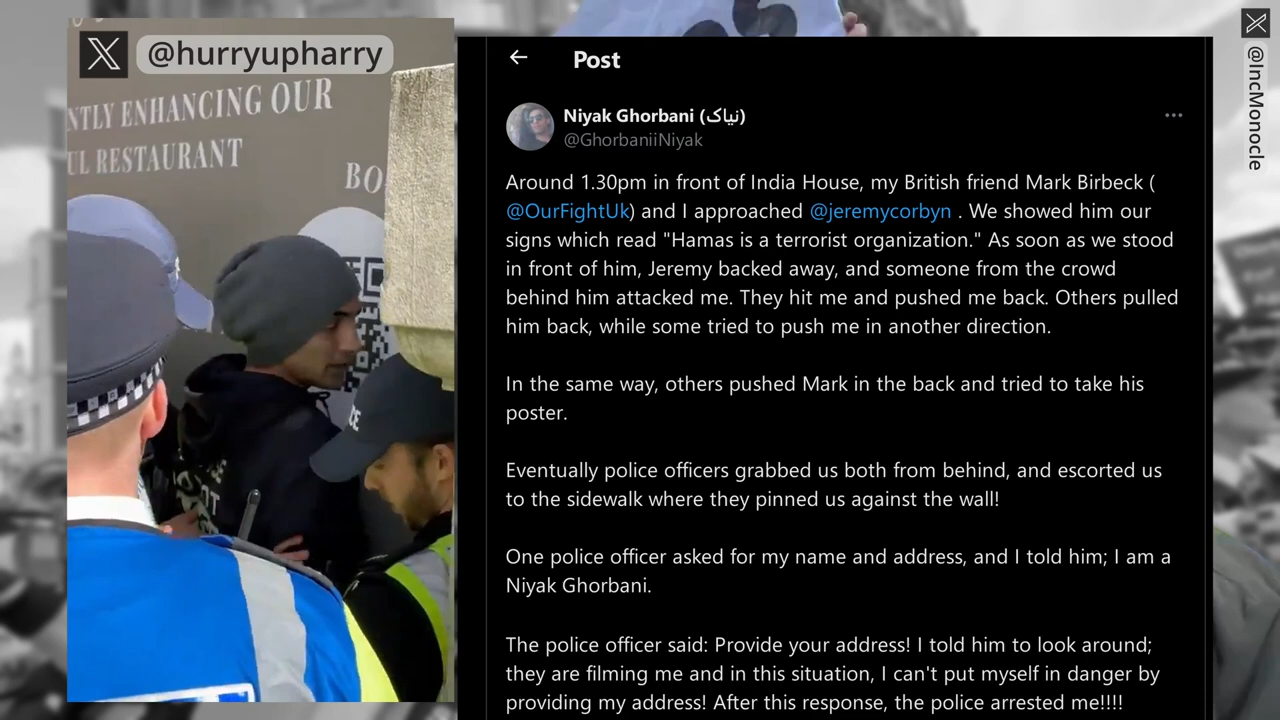 @hurryupharry
NTLY ENHANCING OUR
UL RESTAURANT
BO
CE
Post
Niyak Ghorbani (نیاک)
@GhorbaniiNiyak
Around 1.30pm in front of India House, my British friend Mark Birbeck (
@OurFightUk) and I approached @jeremycorbyn . We showed him our
signs which read "Hamas is a terrorist organization." As soon as we stood
in front of him, Jeremy backed away, and someone from the crowd
behind him attacked me. They hit me and pushed me back. Others pulled
him back, while some tried to push me in another direction.
In the same way, others pushed Mark in the back and tried to take his
poster.
Eventually police officers grabbed us both from behind, and escorted us
to the sidewalk where they pinned us against the wall!
One police officer asked for my name and address, and I told him; I am a
Niyak Ghorbani.
The police officer said: Provide your address! I told him to look around;
they are filming me and in this situation, I can't put myself in danger by
providing my address! After this response, the police arrested me!!!!
@IncMonocle